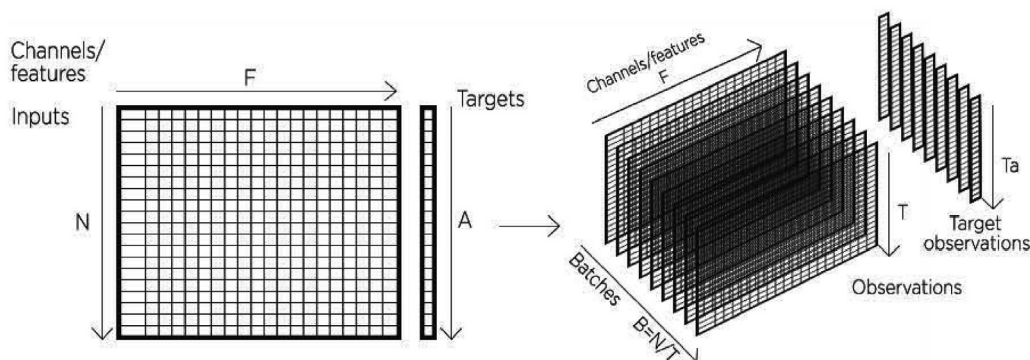 Channels/
features
F
Inputs
Targets
N
A
Channels/features
F
Batches
B=N/T
T
Observations
Ta
Target
observations